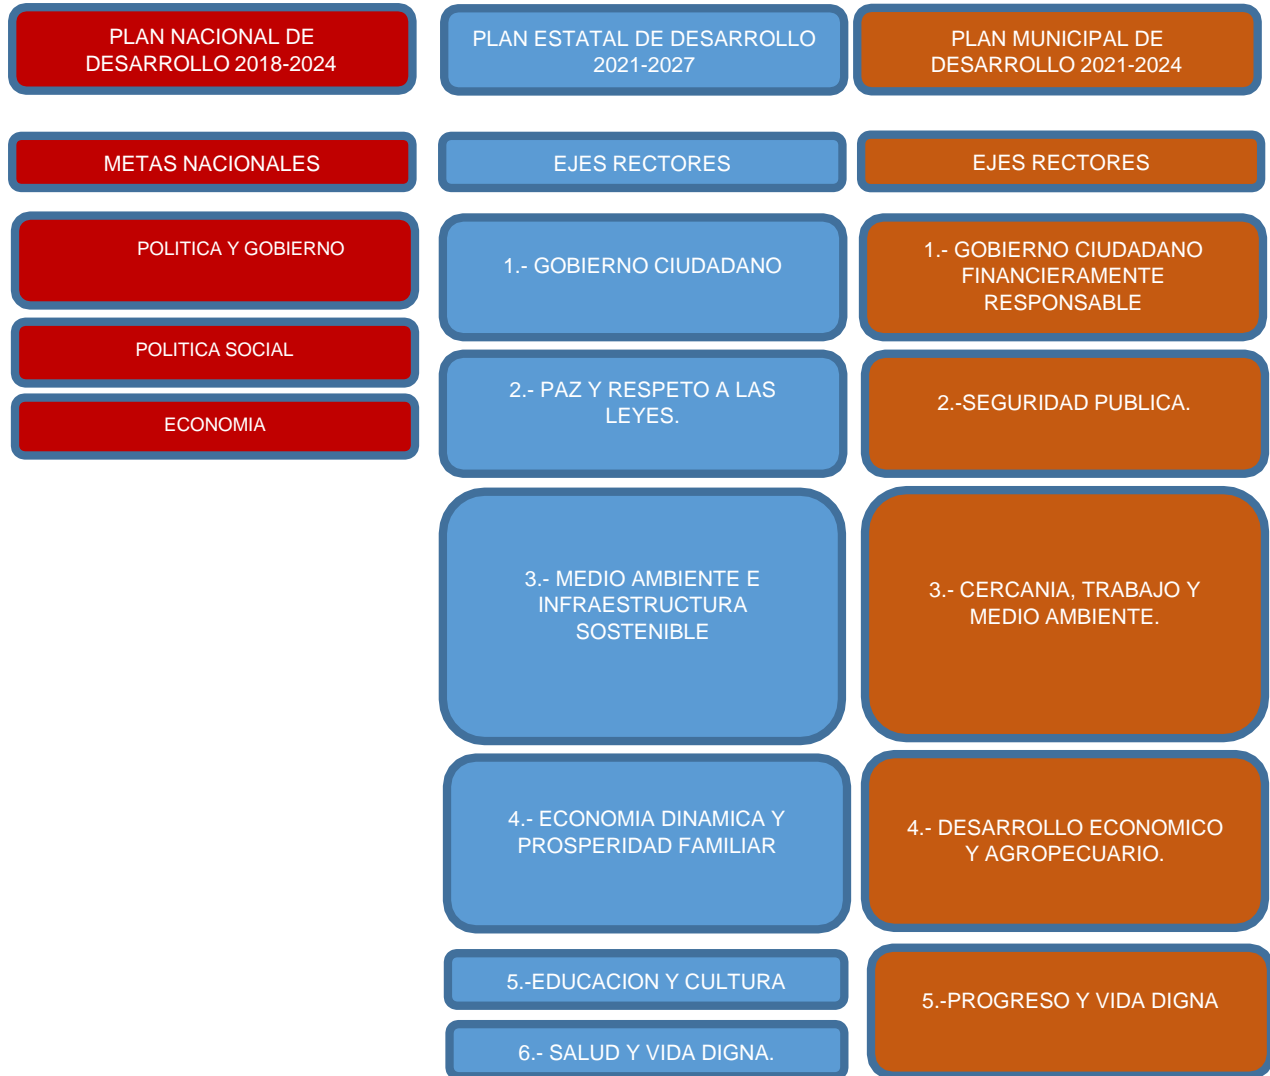 PLAN NACIONAL DE
DESARROLLO 2018-2024
PLAN ESTATAL DE DESARROLLO
2021-2027
PLAN MUNICIPAL DE
DESARROLLO 2021-2024
METAS NACIONALES
EJES RECTORES
EJES RECTORES
POLITICA Y GOBIERNO
POLITICA SOCIAL
ECONOMIA
1.- GOBIERNO CIUDADANO
2.- PAZ Y RESPETO A LAS
LEYES.
3.- MEDIO AMBIENTE E
INFRAESTRUCTURA
SOSTENIBLE
4.- ECONOMIA DINAMICA Y
PROSPERIDAD FAMILIAR
5.-EDUCACION Y CULTURA
6.- SALUD Y VIDA DIGNA.
1.- GOBIERNO CIUDADANO
FINANCIERAMENTE
RESPONSABLE
2.-SEGURIDAD PUBLICA.
3.- CERCANIA, TRABAJO Y
MEDIO AMBIENTE.
4.- DESARROLLO ECONOMICO
Y AGROPECUARIO.
5.-PROGRESO Y VIDA DIGNA